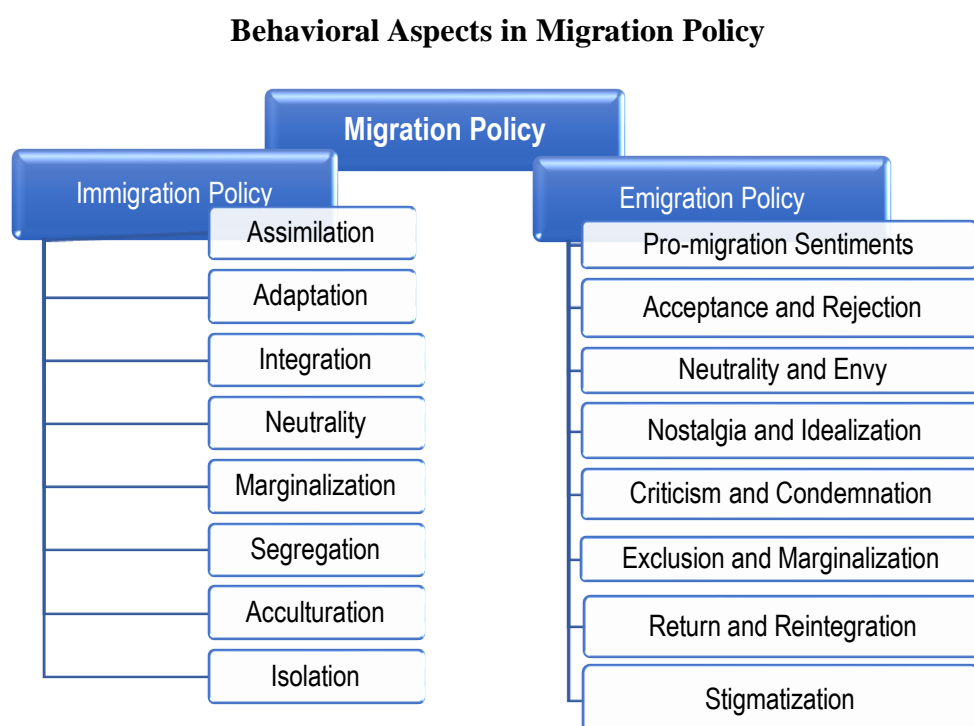 Behavioral Aspects in Migration Policy
Migration Policy
Immigration Policy
Assimilation
Adaptation
Integration
Neutrality
Marginalization
Segregation
Acculturation
Isolation
Emigration Policy
Pro-migration Sentiments
Acceptance and Rejection
Neutrality and Envy
Nostalgia and Idealization
Criticism and Condemnation
Exclusion and Marginalization
Return and Reintegration
Stigmatization